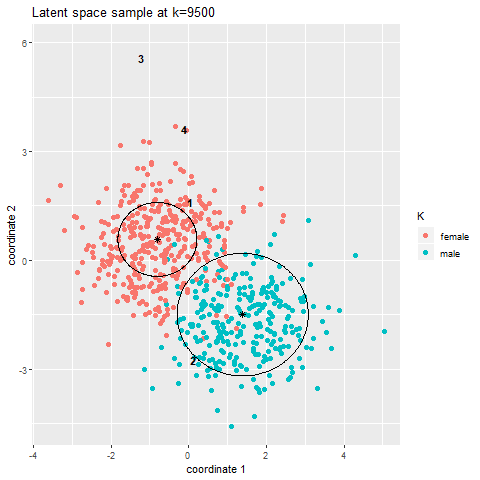 Latent space sample at k=9500
coordinate 2
6
3
0
-3
3
4
1
2
-4
-2
0
2
4
coordinate 1
K
female
male